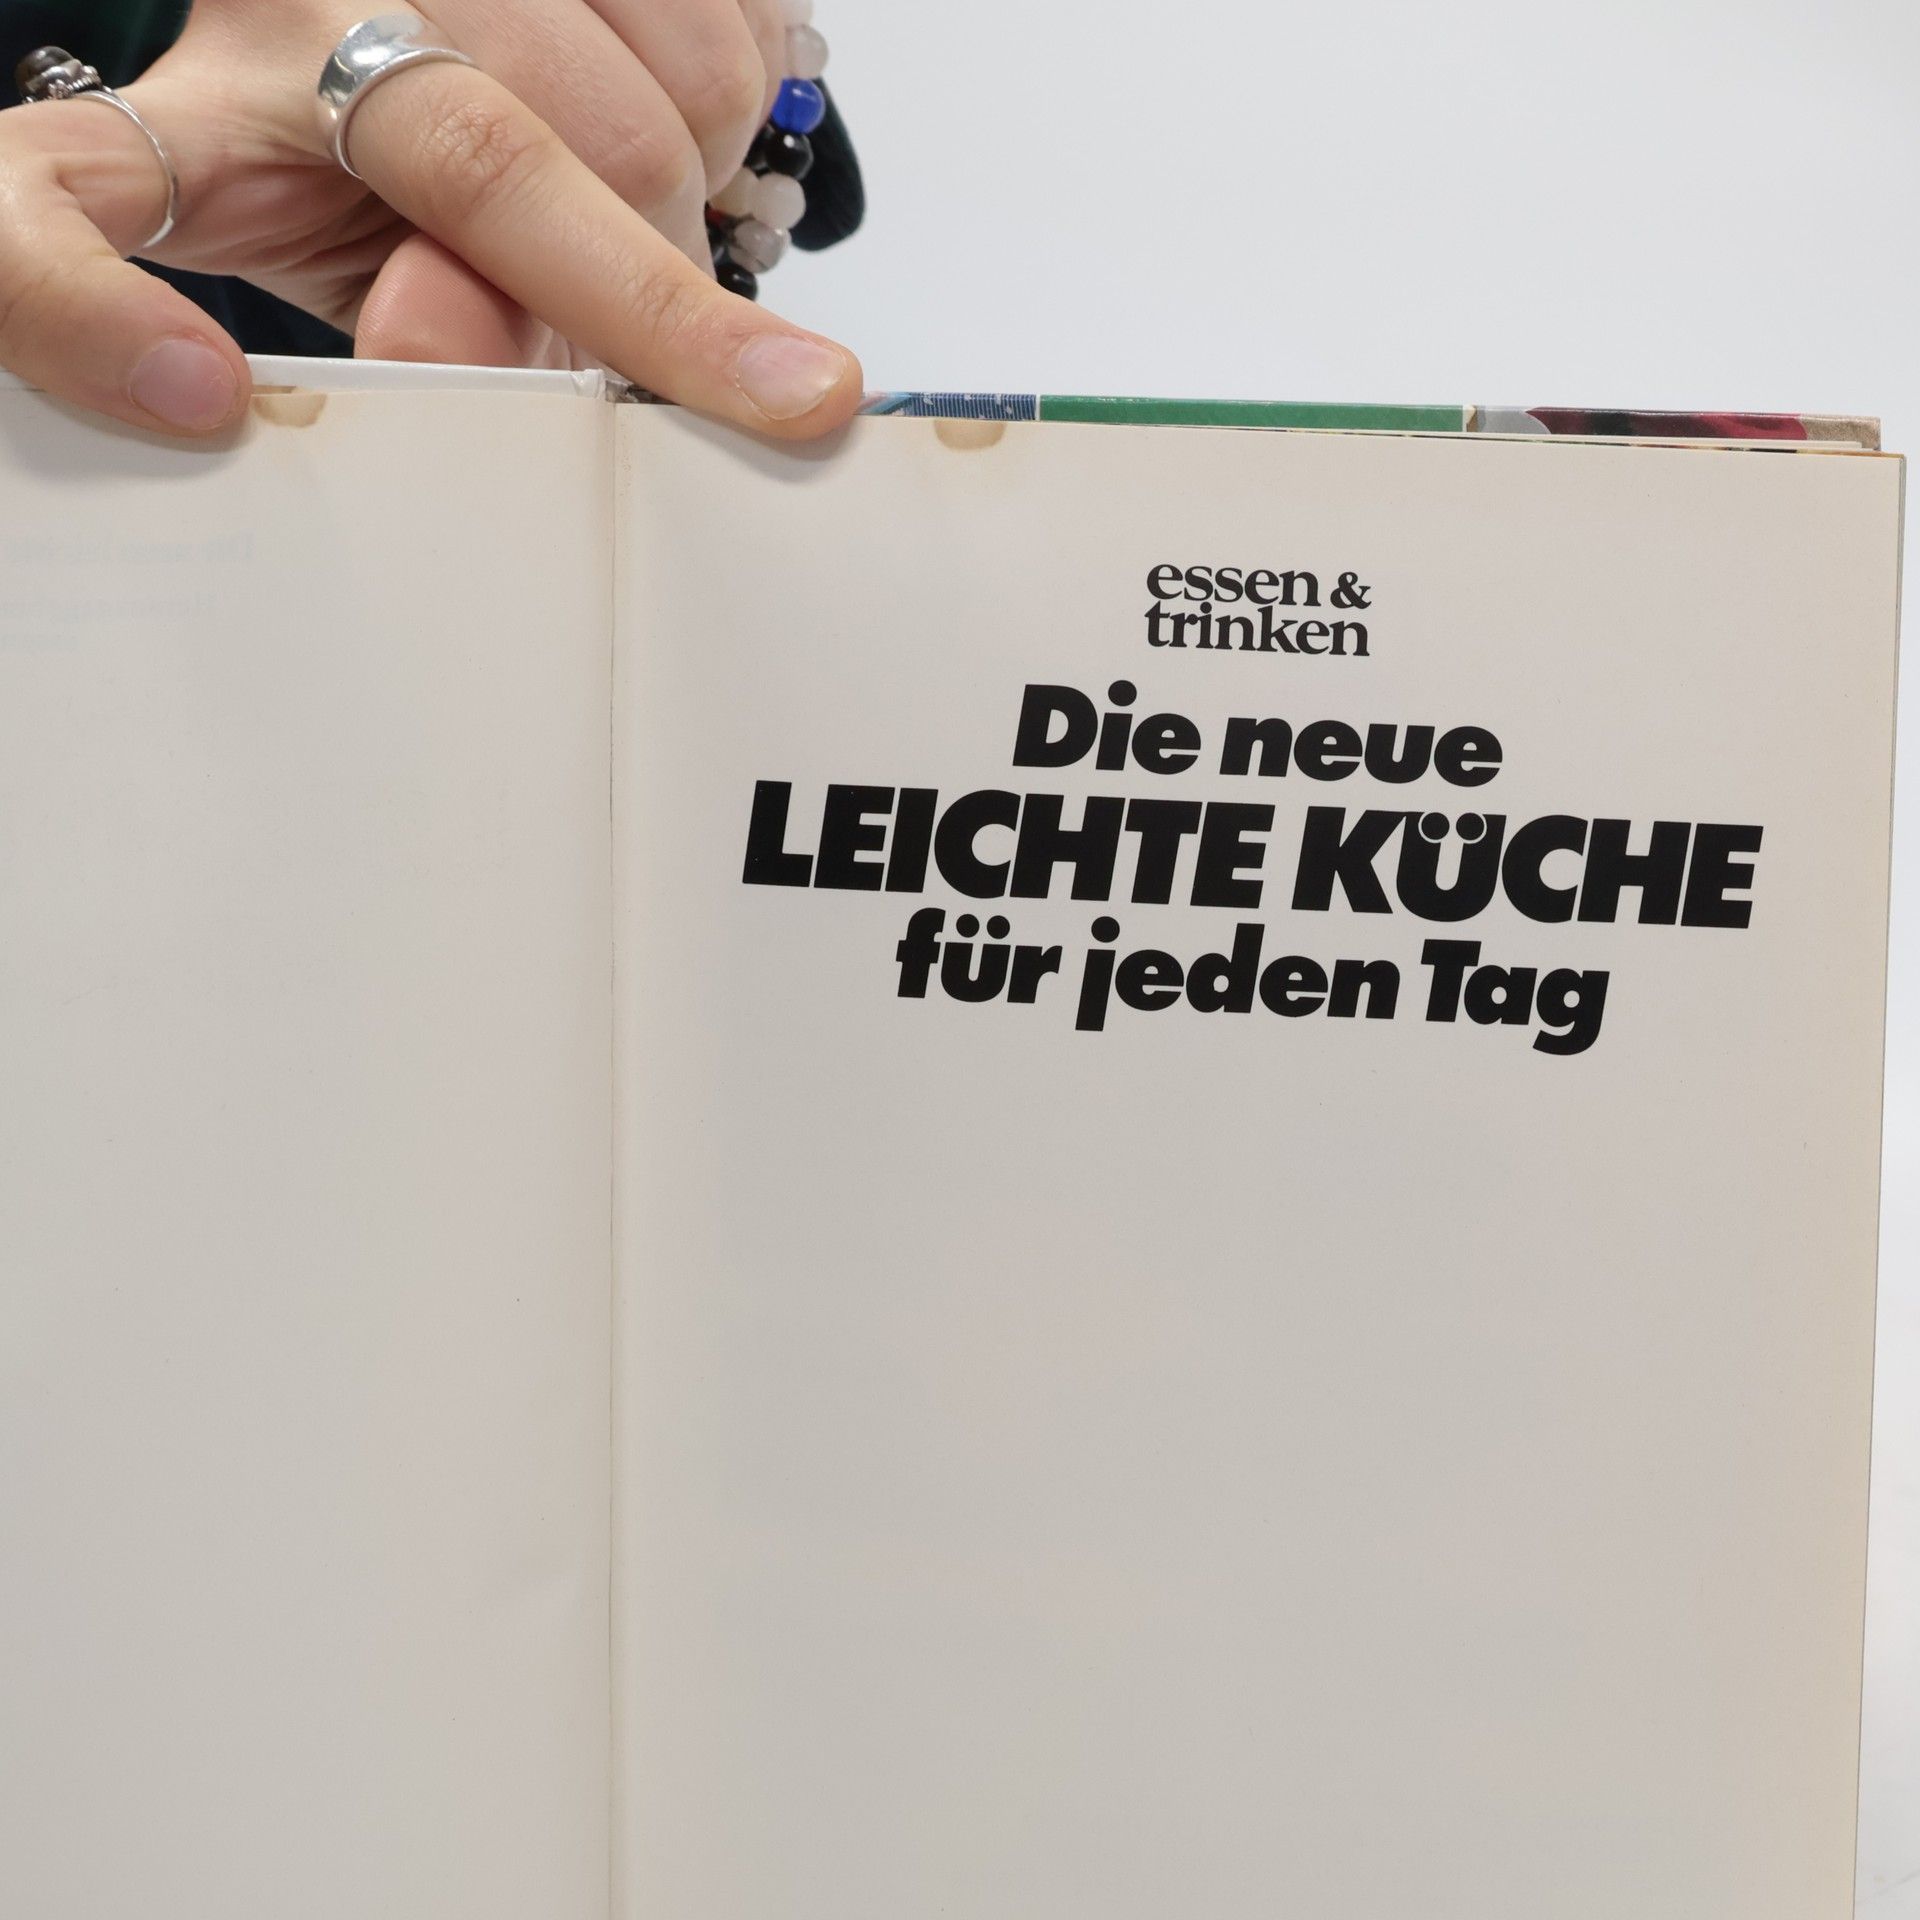 essen &
trinken
Die neue
LEICHTE KÜCHE
für jeden Tag